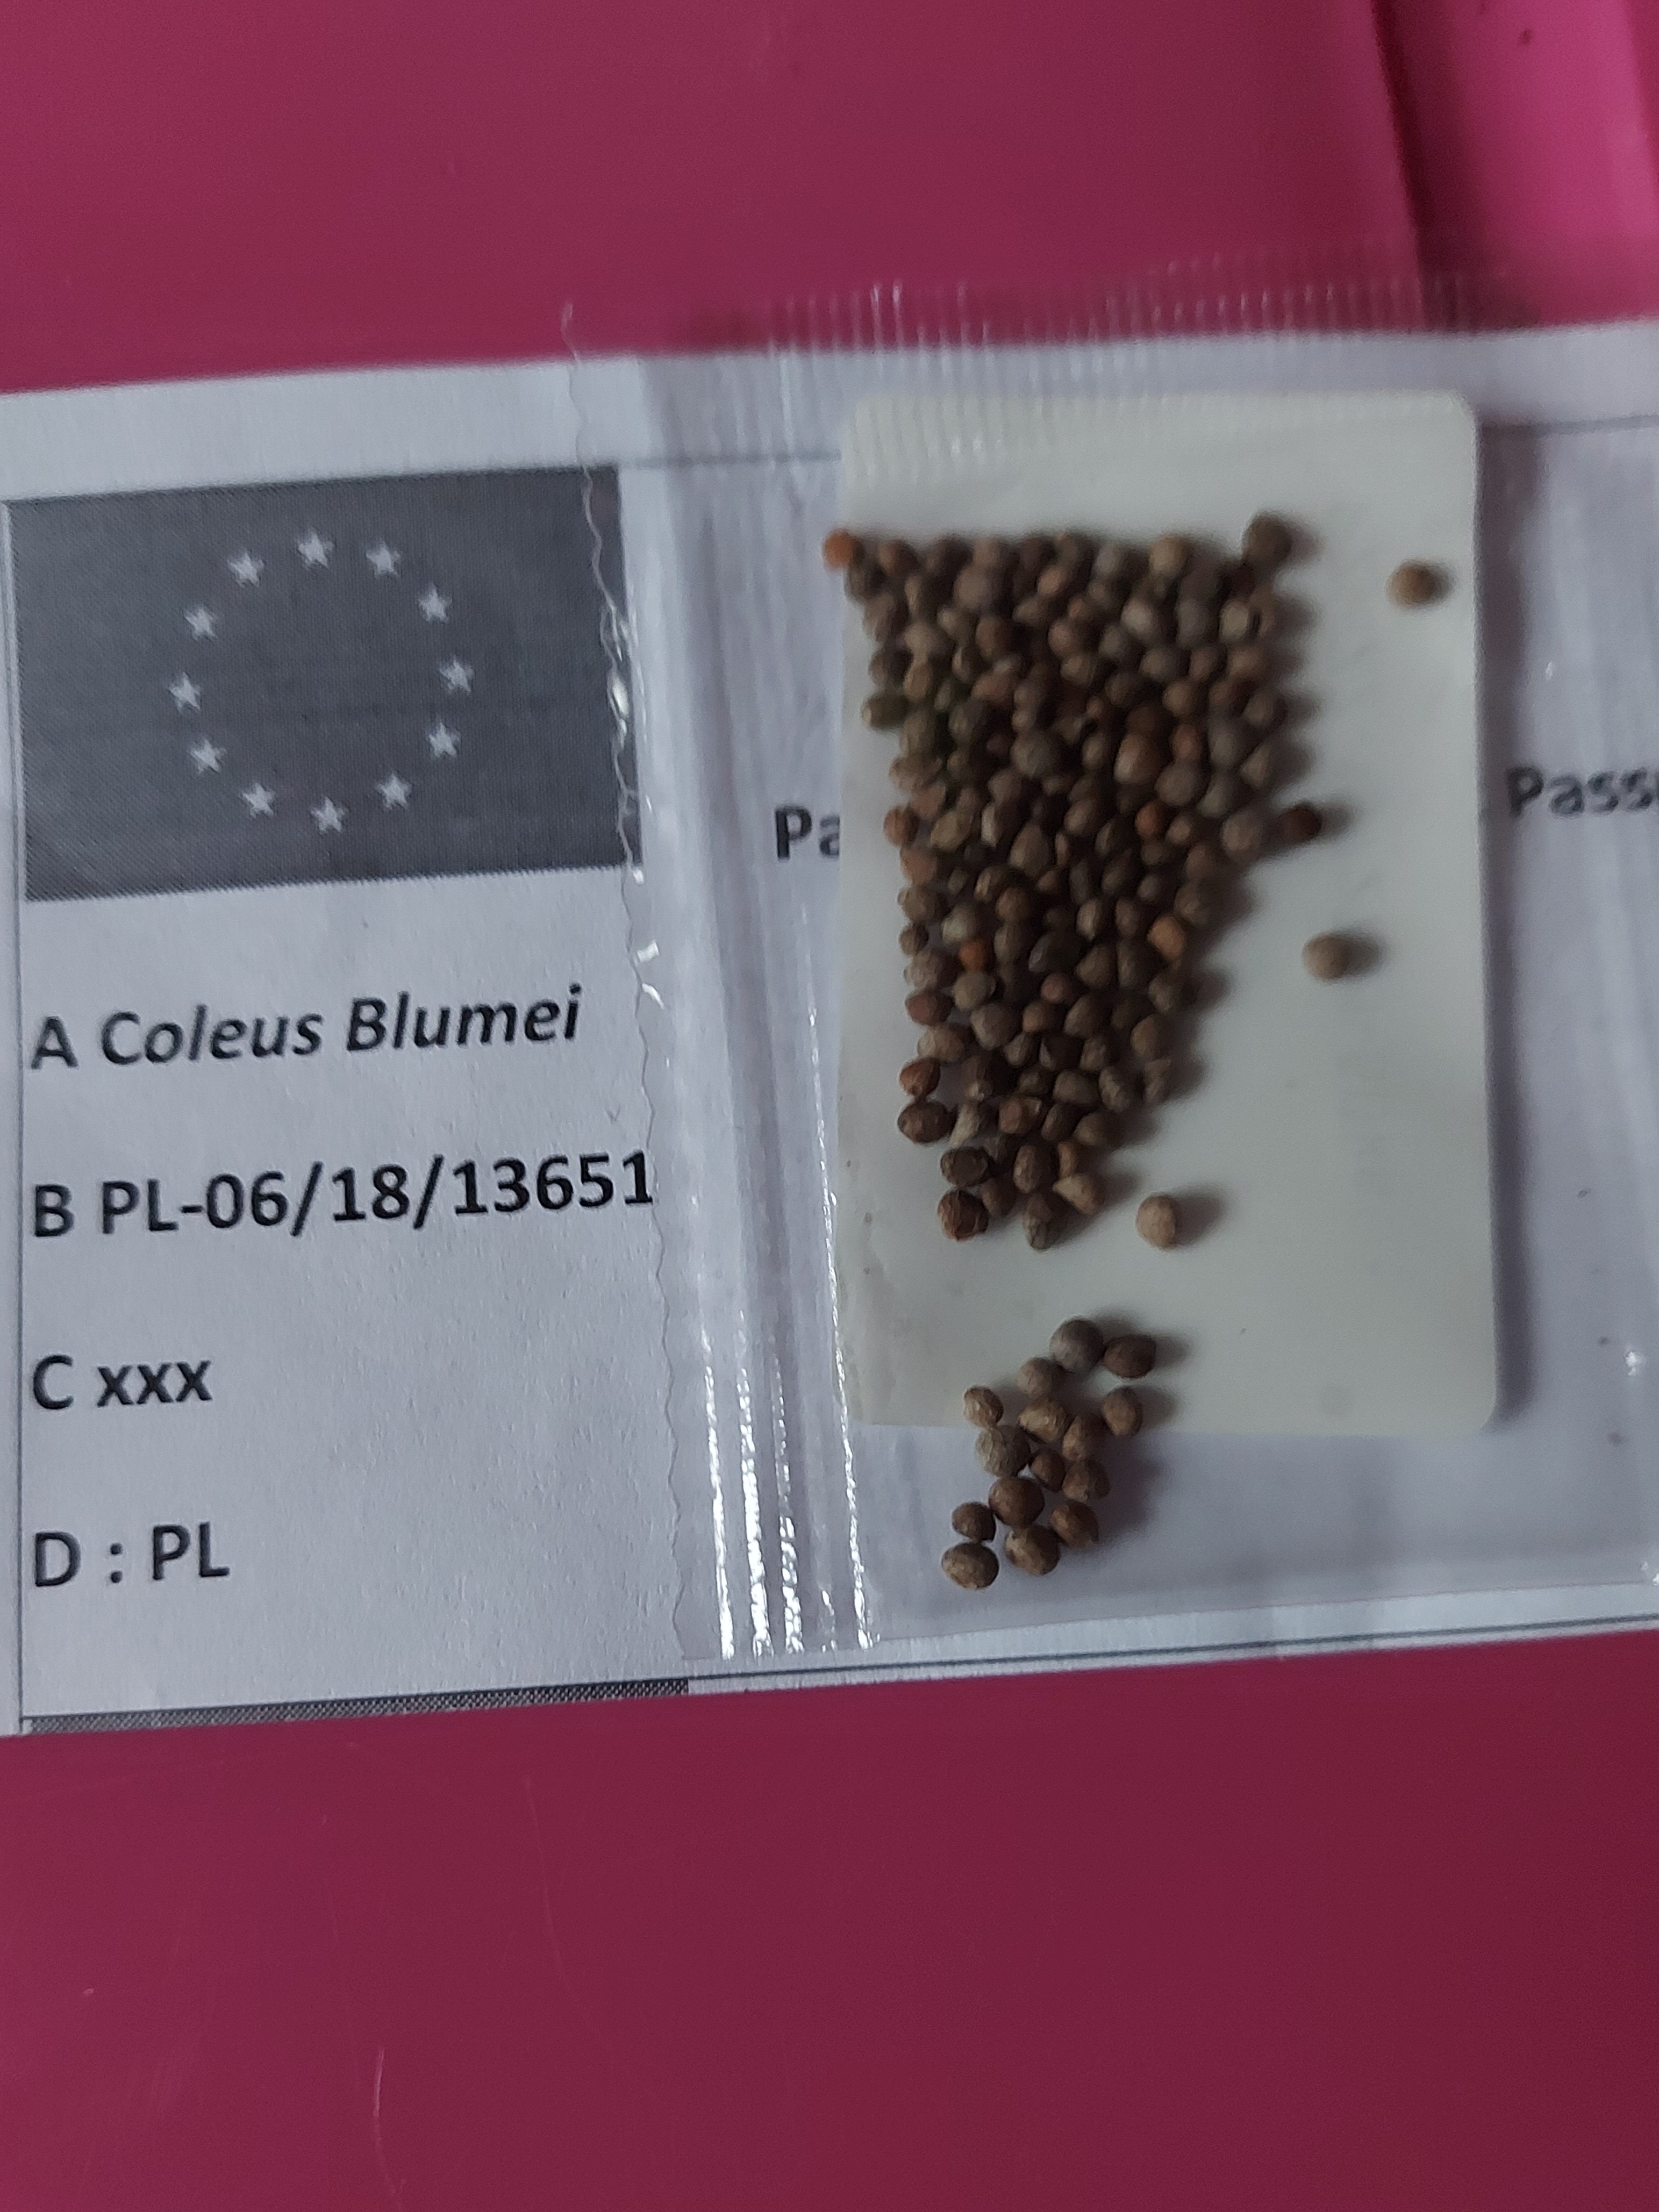 A Coleus Blumei
B PL-06/18/13651
C xxx
D : PL